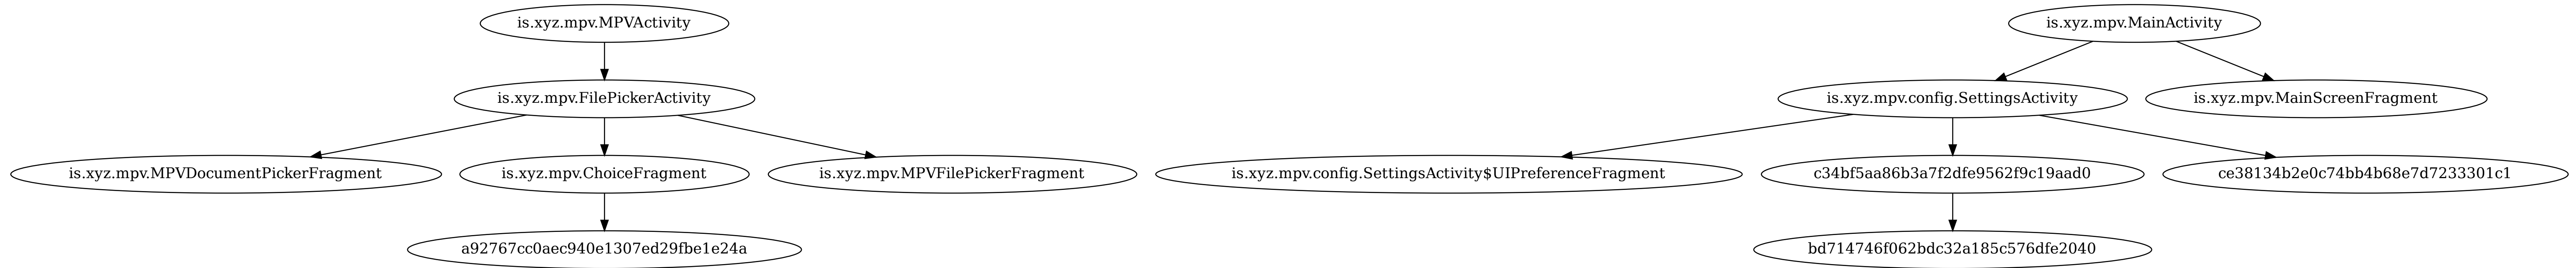 is.xyz.mpv.MPVActivity
is.xyz.mpv.MainActivity
is.xyz.mpv.FilePickerActivity
is.xyz.mpv.config.SettingsActivity
is.xyz.mpv.MainScreenFragment
is.xyz.mpv.MPVDocumentPickerFragment
is.xyz.mpv.ChoiceFragment
is.xyz.mpv.MPVFilePickerFragment
is.xyz.mpv.config.SettingsActivity$UIPreferenceFragment
c34bf5aa86b3a7f2dfe9562f9c19aad0
ce38134b2e0c74bb4b68e7d7233301c1
a92767cc0aec940e1307ed29fbe1e24a
bd714746f062bdc32a185c576dfe2040